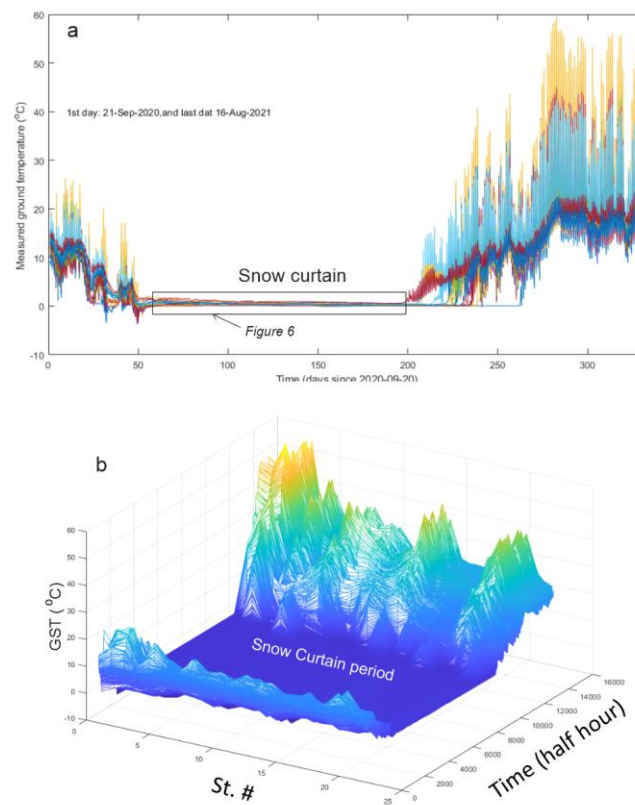 a
60
50
40
30
20
10
0
-10
Measured ground temperature (°C)
1st day: 21-Sep-2020,and last dat 16-Aug-2021
Snow curtain
Figure 6
0 50 100 150 200 250 300
Time (days since 2020-09-20)
b
60
50
40
30
20
10
0
-10
GST (°C)
Snow Curtain period
0 5 10 15 20 25
St. #
0 2000 4000 6000 8000 10000 12000 14000 16000
Time (half hour)